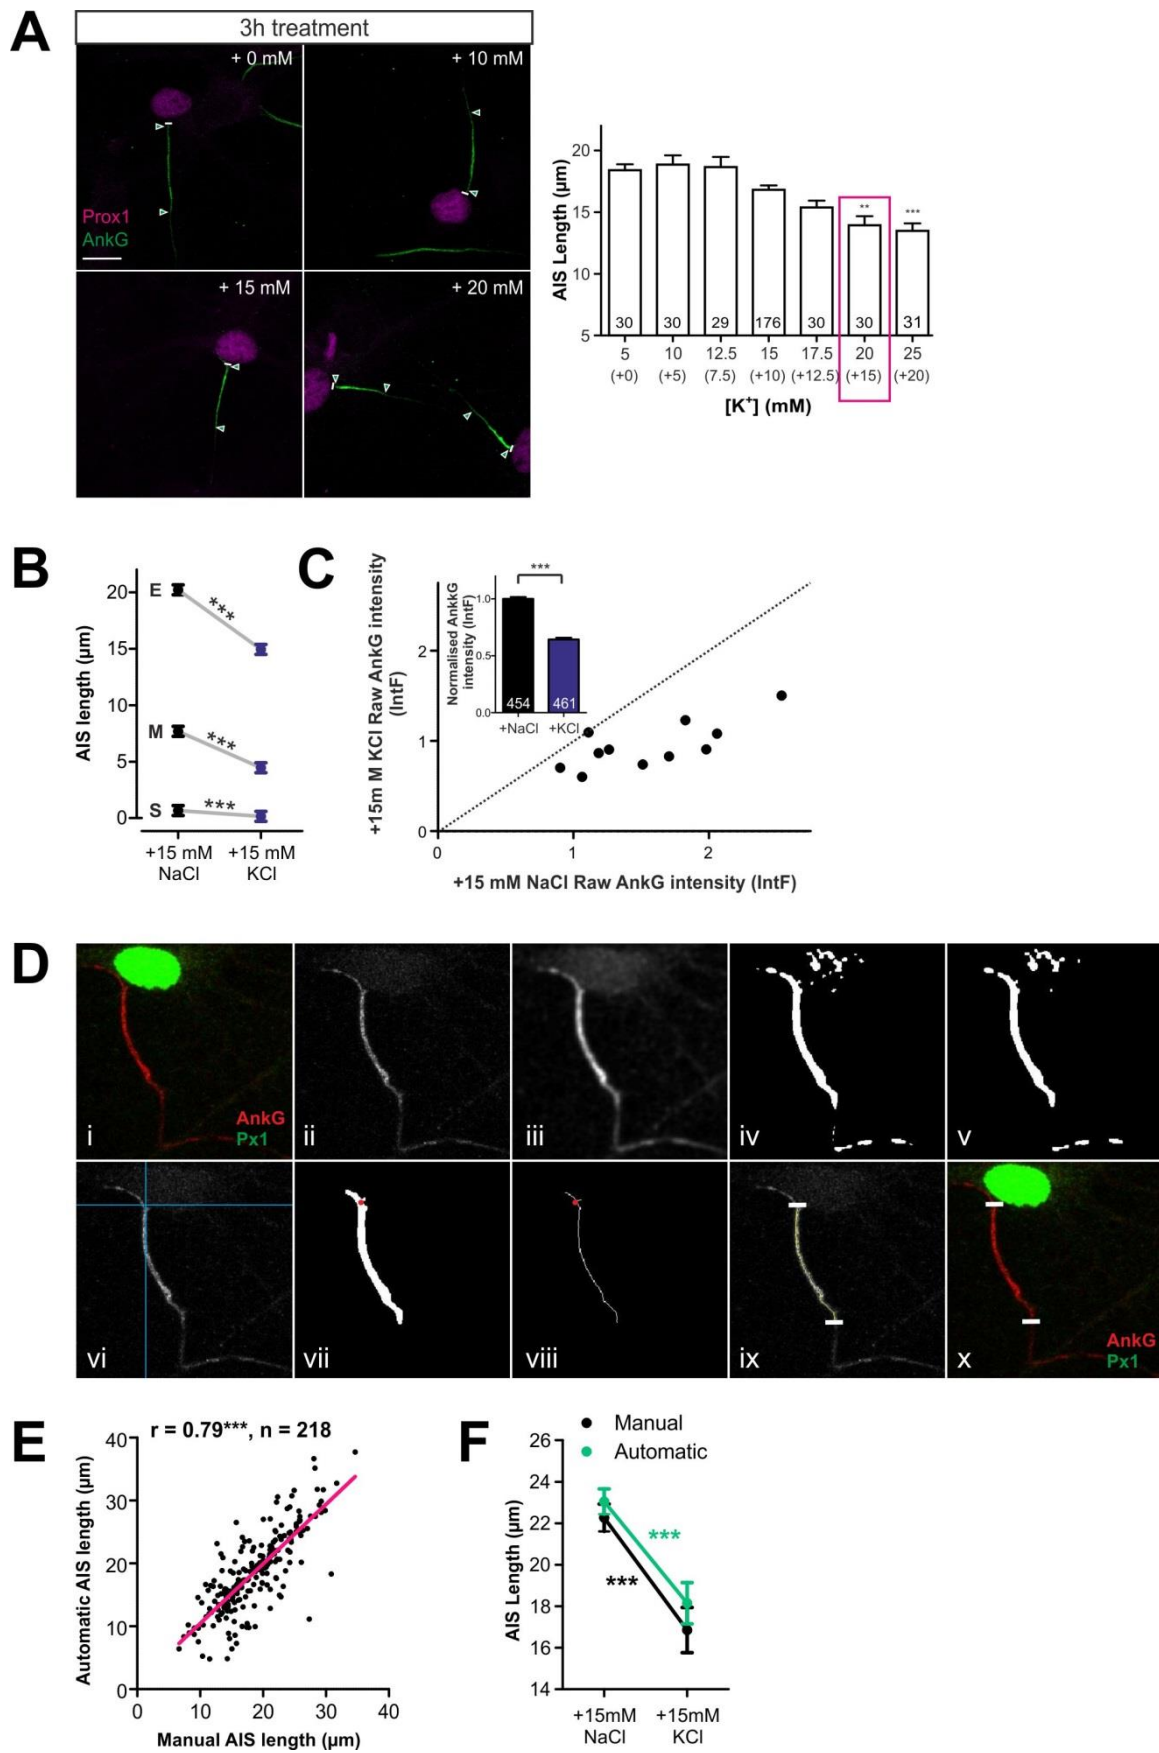 A
3h treatment
+ 0 mM
+ 10 mM
Prox1
AnkG
+ 15 mM
+ 20 mM
AIS Length (µm)
20
15
10
5
**
***
30
30
29
176
30
30
31
5
10
12.5
15
17.5
20
25
(+0)
(+5)
(7.5)
(+10)
(+12.5)
(+15)
(+20)
[K⁺] (mM)
B
AIS length (µm)
20
15
10
5
0
E
***
M
***
S
***
+15 mM
NaCl
+15 mM
KCl
C
+15m M KCl Raw AnkG intensity
(IntF)
2
1
0
Normalised AnkkG
intensity (IntF)
1.0
0.5
0.0
***
454
461
+NaCl
+KCl
0
1
2
+15 mM NaCl Raw AnkG intensity (IntF)
D
AnkG
Px1
i
ii
iii
iv
v
vi
vii
viii
ix
x
AnkG
Px1
E
r = 0.79***, n = 218
Automatic AIS length (µm)
40
30
20
10
0
0
10
20
30
40
Manual AIS length (µm)
F
Manual
Automatic
AIS Length (µm)
26
24
22
20
18
16
14
***
***
+15mM
NaCl
+15mM
KCl